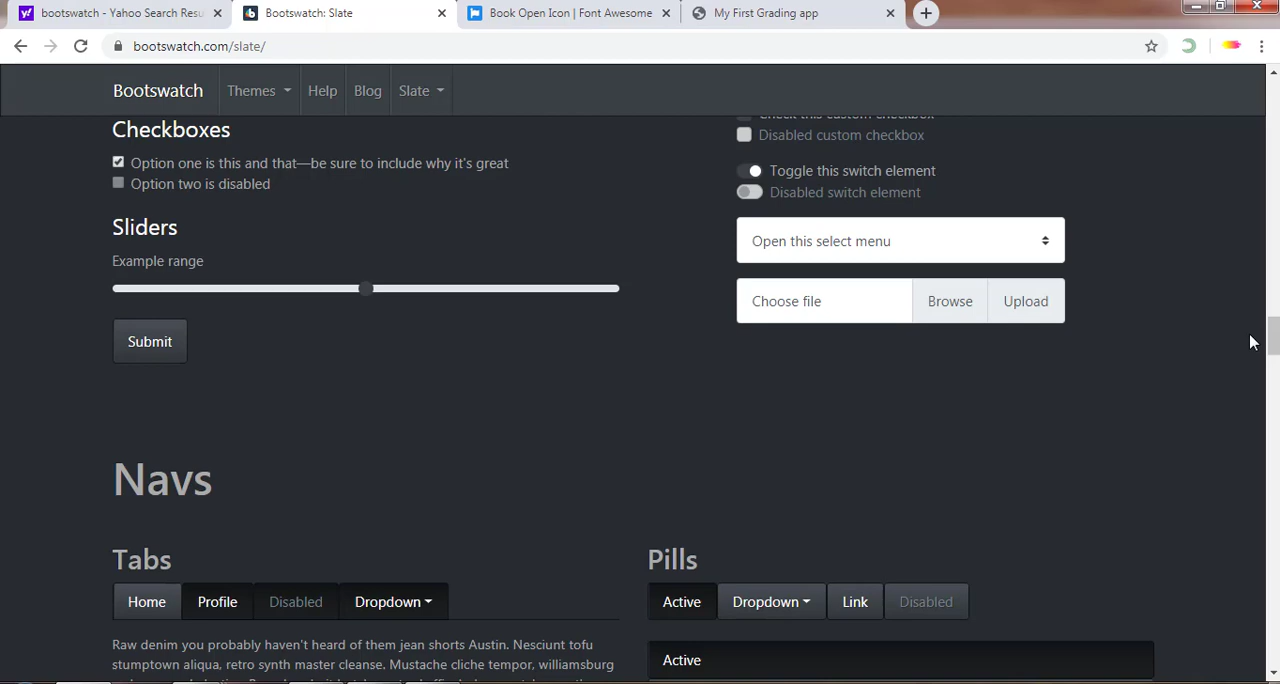 bootswatch - Yahoo Search Resu
Bootswatch: Slate
Book Open Icon | Font Awesome
My First Grading app
bootswatch.com/slate/
Bootswatch
Themes
Help
Blog
Slate
Checkboxes
Option one is this and that—be sure to include why it's great
Option two is disabled
Sliders
Example range
Submit
Check this custom checkbox
Disabled custom checkbox
Toggle this switch element
Disabled switch element
Open this select menu
Choose file Browse Upload
Navs
Tabs
Home Profile Disabled Dropdown
Raw denim you probably haven't heard of them jean shorts Austin. Nesciunt tofu
stumptown aliqua, retro synth master cleanse. Mustache cliche tempor, williamsburg
Pills
Active Dropdown Link Disabled
Active